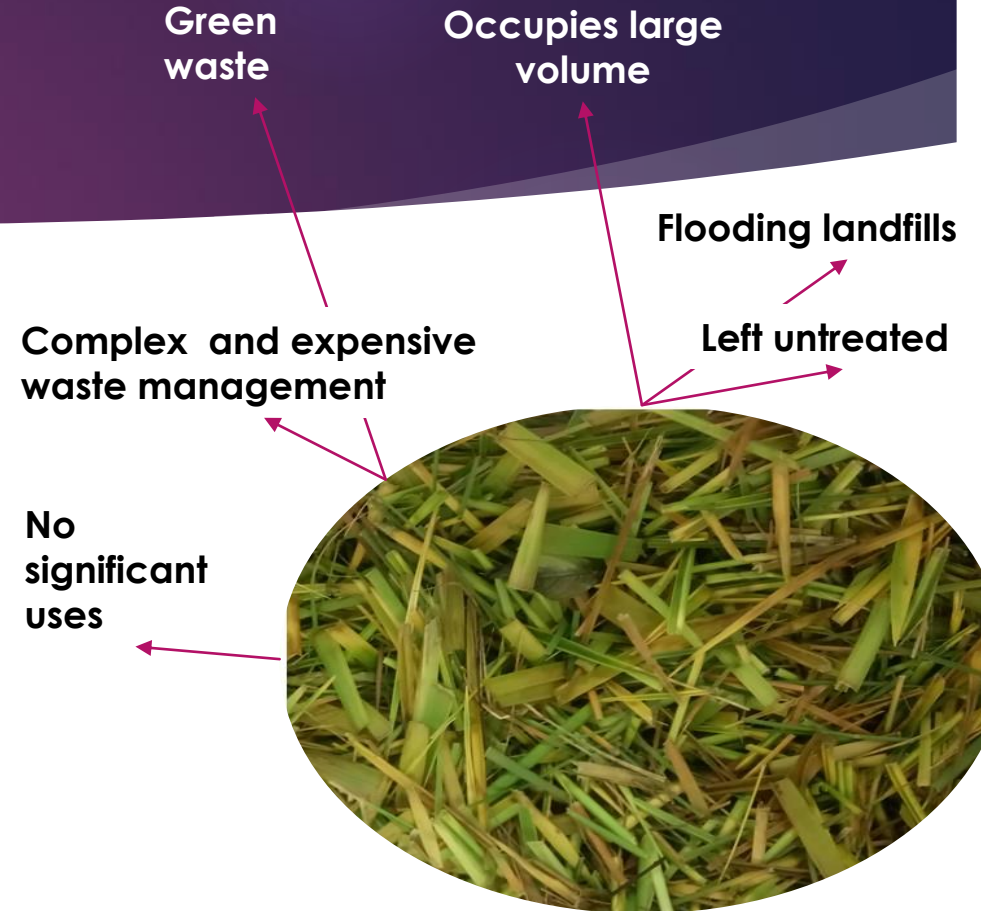 Green
waste
Occupies large
volume
Flooding landfills
Complex  and expensive
waste management
Left untreated
No
significant
uses